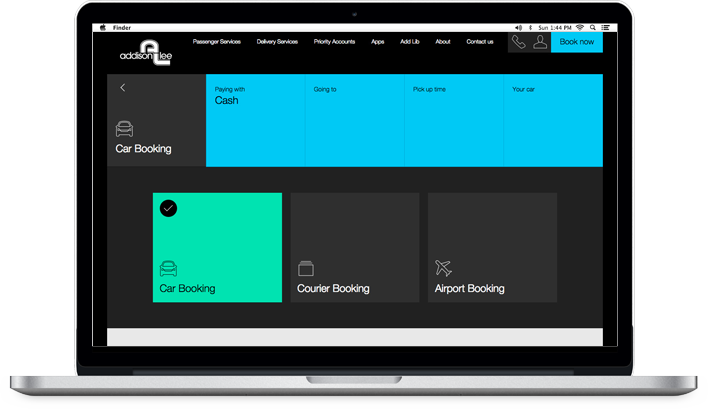 Finder
Sun 1:44 PM
addison lee
Passenger Services
Delivery Services
Priority Accounts
Apps
Add Lib
About
Contact us
Book now
Car Booking
Paying with
Cash
Going to
Pick up time
Your car
Car Booking
Courier Booking
Airport Booking